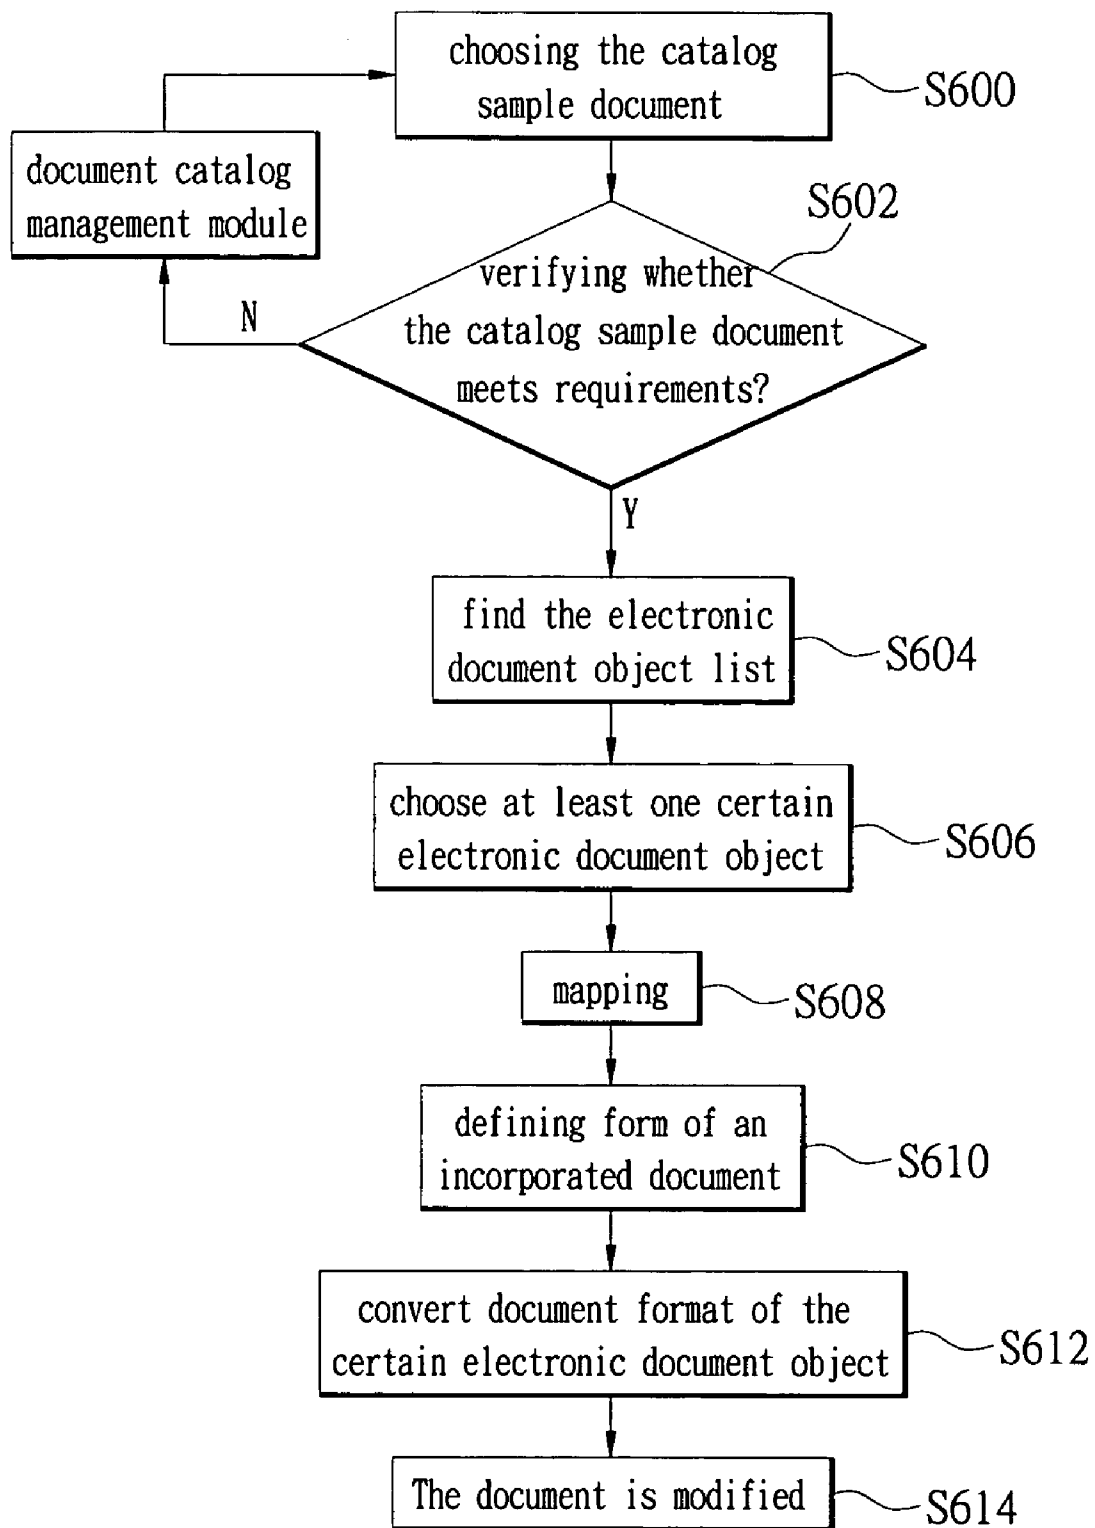 choosing the catalog
sample document
S600
document catalog
management module
S602
verifying whether
the catalog sample document
meets requirements?
N
Y
find the electronic
document object list
S604
choose at least one certain
electronic document object
S606
mapping
S608
defining form of an
incorporated document
S610
convert document format of the
certain electronic document object
S612
The document is modified
S614